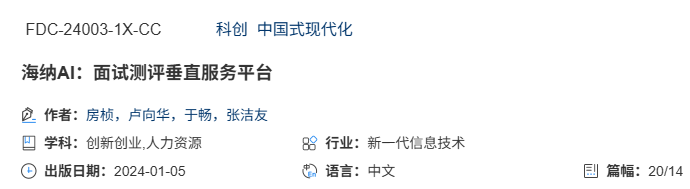 FDC-24003-1X-CC 科创 中国式现代化
海纳AI：面试测评垂直服务平台
作者：房桢，卢向华，于畅，张洁友
学科：创新创业,人力资源 行业：新一代信息技术
出版日期：2024-01-05 语言：中文 篇幅：20/14